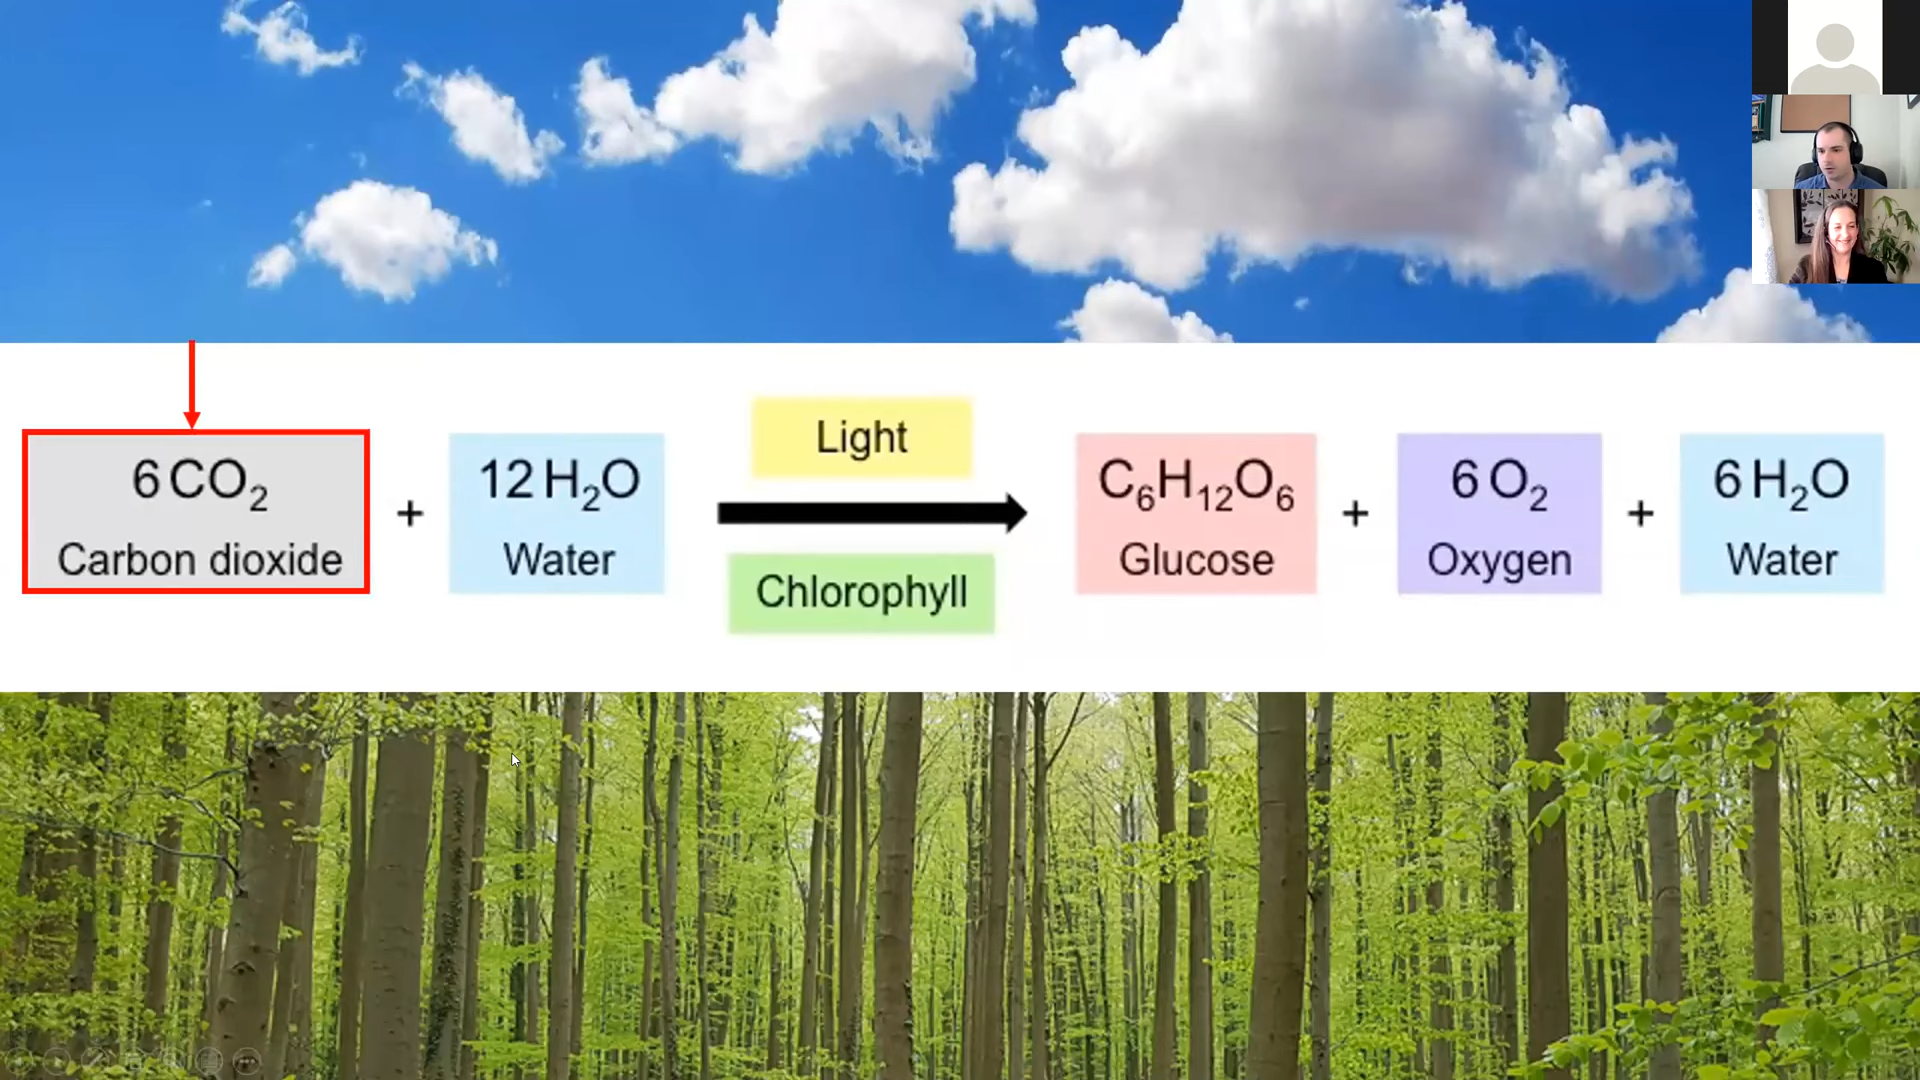 Light
6 CO₂ + 12 H₂O C₆H₁₂O₆ + 6 O₂ + 6 H₂O
Carbon dioxide Water Glucose Oxygen Water
Chlorophyll